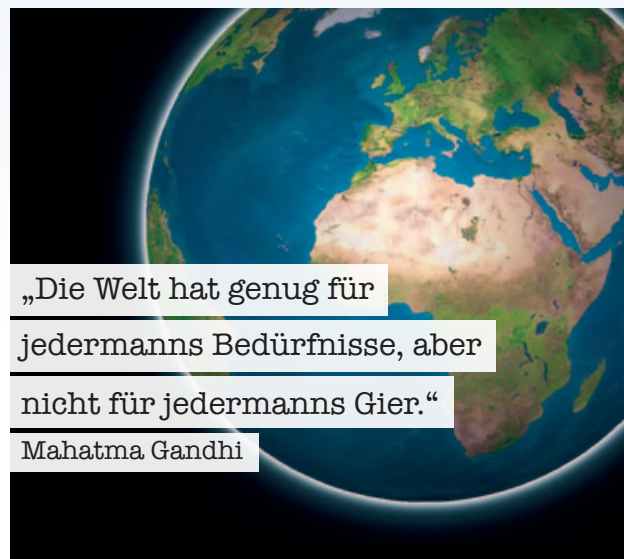 „Die Welt hat genug für
jedermanns Bedürfnisse, aber
nicht für jedermanns Gier.“
Mahatma Gandhi